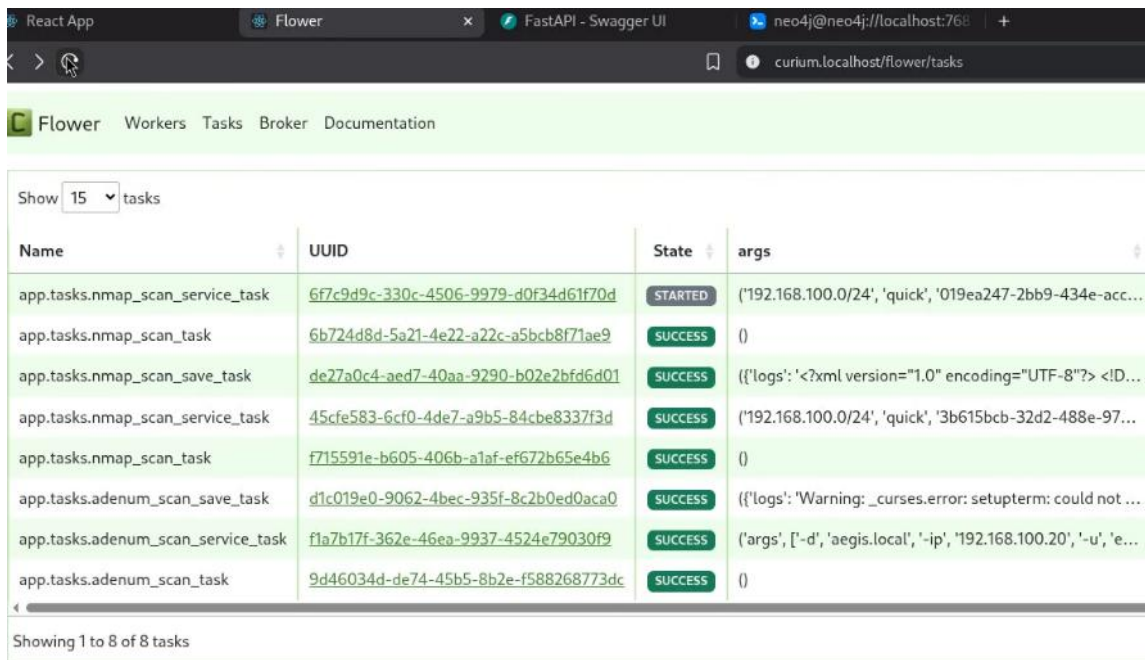 React App Flower × FastAPI - Swagger UI neo4j@neo4j://localhost:768 +
curium.localhost/flower/tasks
C Flower Workers Tasks Broker Documentation
Show 15 tasks
Name UUID State args
app.tasks.nmap_scan_service_task 6f7c9d9c-330c-4506-9979-d0f34d61f70d STARTED ('192.168.100.0/24', 'quick', '019ea247-2bb9-434e-acc...
app.tasks.nmap_scan_task 6b724d8d-5a21-4e22-a22c-a5bcb8f71ae9 SUCCESS ()
app.tasks.nmap_scan_save_task de27a0c4-aed7-40aa-9290-b02e2bfd6d01 SUCCESS ({'logs': '<?xml version="1.0" encoding="UTF-8"?> <!D...
app.tasks.nmap_scan_service_task 45cfe583-6cf0-4de7-a9b5-84cbe8337f3d SUCCESS ('192.168.100.0/24', 'quick', '3b615bcb-32d2-488e-97...
app.tasks.nmap_scan_task f715591e-b605-406b-a1af-ef672b65e4b6 SUCCESS ()
app.tasks.adenum_scan_save_task d1c019e0-9062-4bec-935f-8c2b0ed0aca0 SUCCESS ({'logs': 'Warning: _curses.error: setupterm: could not ...
app.tasks.adenum_scan_service_task f1a7b17f-362e-46ea-9937-4524e79030f9 SUCCESS ('args', ['-d', 'aegis.local', '-ip', '192.168.100.20', '-u', 'e...
app.tasks.adenum_scan_task 9d46034d-de74-45b5-8b2e-f588268773dc SUCCESS ()
Showing 1 to 8 of 8 tasks